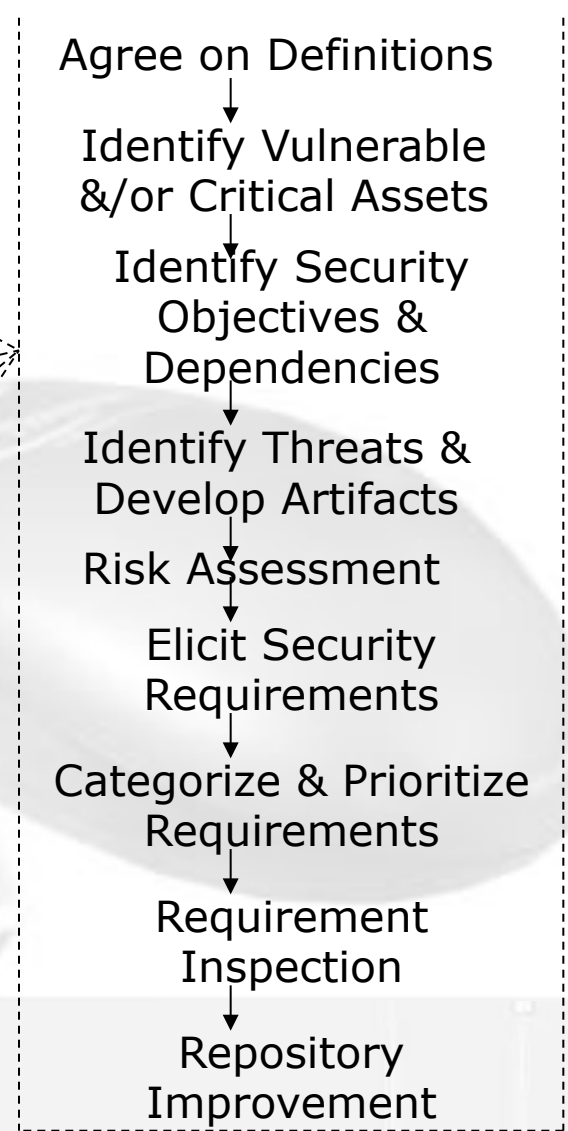 Agree on Definitions
Identify Vulnerable
&/or Critical Assets
Identify Security
Objectives &
Dependencies
Identify Threats &
Develop Artifacts
Risk Assessment
Elicit Security
Requirements
Categorize & Prioritize
Requirements
Requirement
Inspection
Repository
Improvement